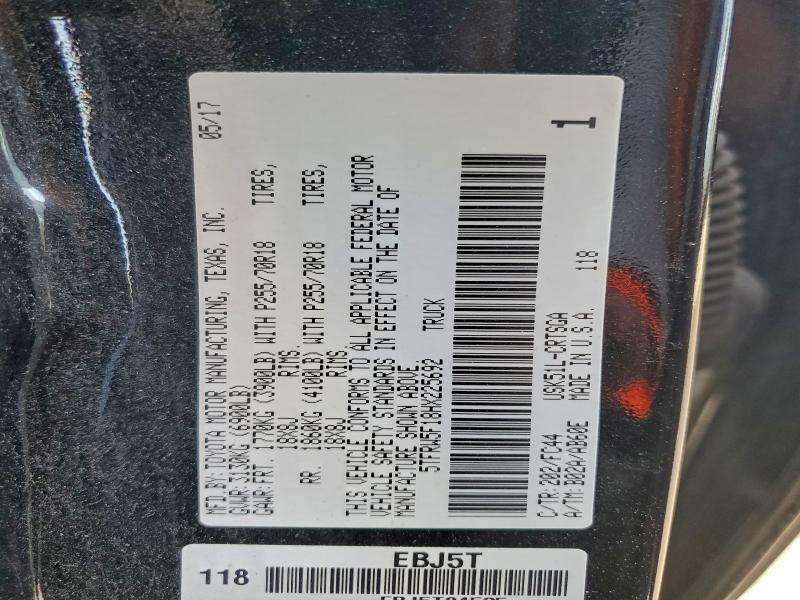 MFD.BY:TOYOTA MOTOR MANUFACTURING, TEXAS, INC. 05/17
GVWR:3130KG (6900LB)
GAWR:FRT. 1770KG (3900LB) WITH P255/70R18 TIRES,
18X8J RIMS.
RR. 1860KG (4100LB) WITH P255/70R18 TIRES,
18X8J RIMS.
THIS VEHICLE CONFORMS TO ALL APPLICABLE FEDERAL MOTOR
VEHICLE SAFETY STANDARDS IN EFFECT ON THE DATE OF
MANUFACTURE SHOWN ABOVE.
5TFRW5F18HX225692 TRUCK
C/TR:202/FC44 USK51L-CRTSGA
A/TM:B02A/AB60E MADE IN U.S.A. 118
1
EBJ5T
118